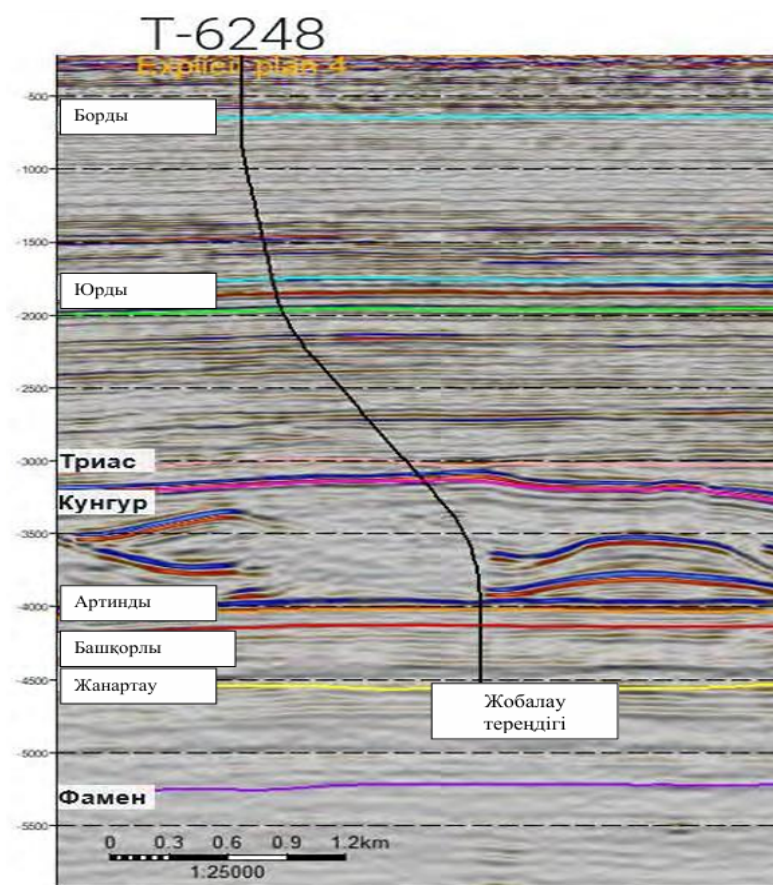 T-6248
Explicit plan 4
-500
Борды
-1000
-1500
Юрды
-2000
-2500
-3000
Триас
Кунгур
-3500
-4000
Артинды
Башқорлы
Жанартау
-4500
Жобалау
тереңдігі
-5000
Фамен
-5500
0 0.3 0.6 0.9 1.2km
1:25000